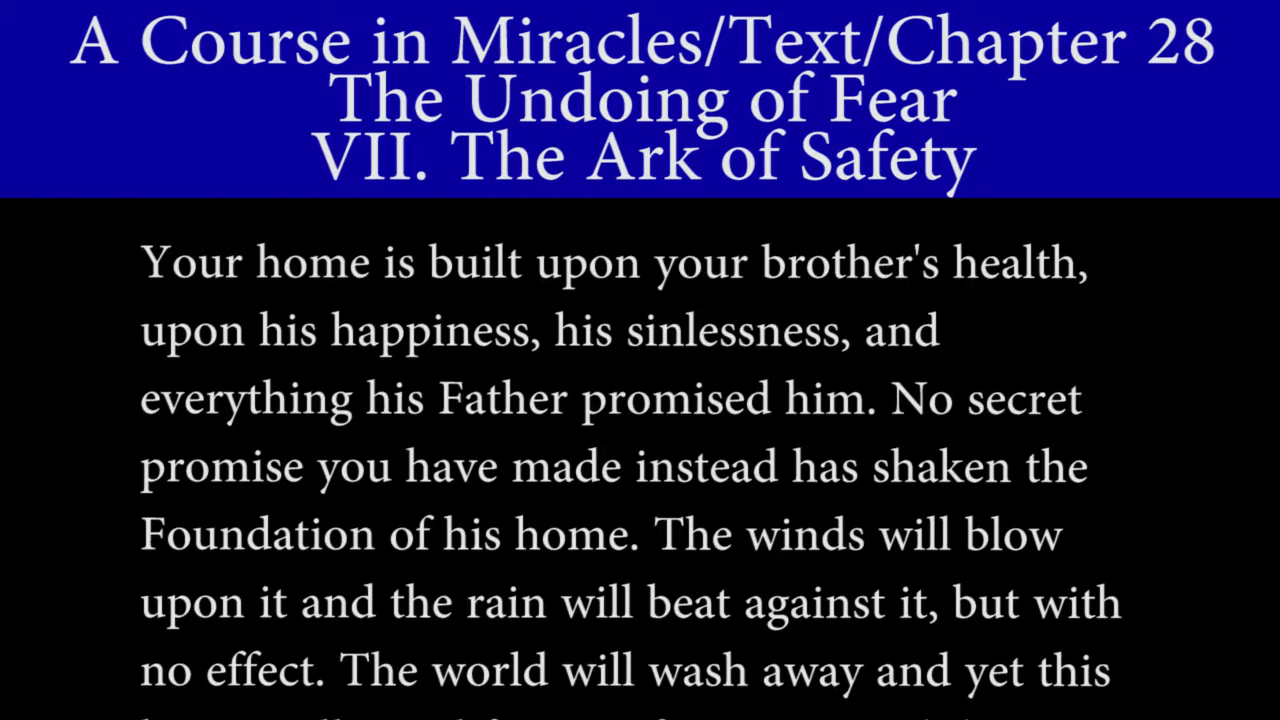 A Course in Miracles/Text/Chapter 28
The Undoing of Fear
VII. The Ark of Safety
Your home is built upon your brother's health,
upon his happiness, his sinlessness, and
everything his Father promised him. No secret
promise you have made instead has shaken the
Foundation of his home. The winds will blow
upon it and the rain will beat against it, but with
no effect. The world will wash away and yet this